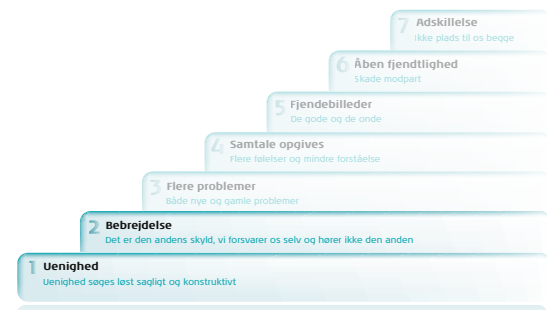 7 Adskillelse
Ikke plads til os begge
6 Åben fjendtlighed
Skade modpart
5 Fjendebilleder
De gode og de onde
4 Samtale opgives
Flere følelser og mindre forståelse
3 Flere problemer
Både nye og gamle problemer
2 Bebrejdelse
Det er den andens skyld, vi forsvarer os selv og hører ikke den anden
1 Uenighed
Uenighed søges løst sagligt og konstruktivt